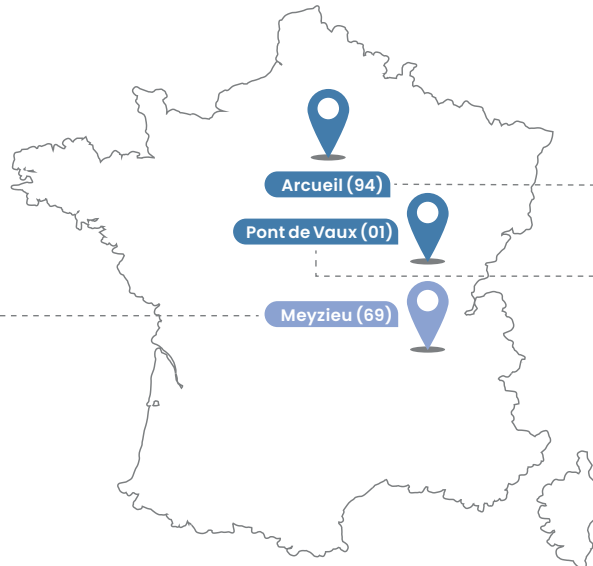 Arcueil (94)
Pont de Vaux (01)
Meyzieu (69)